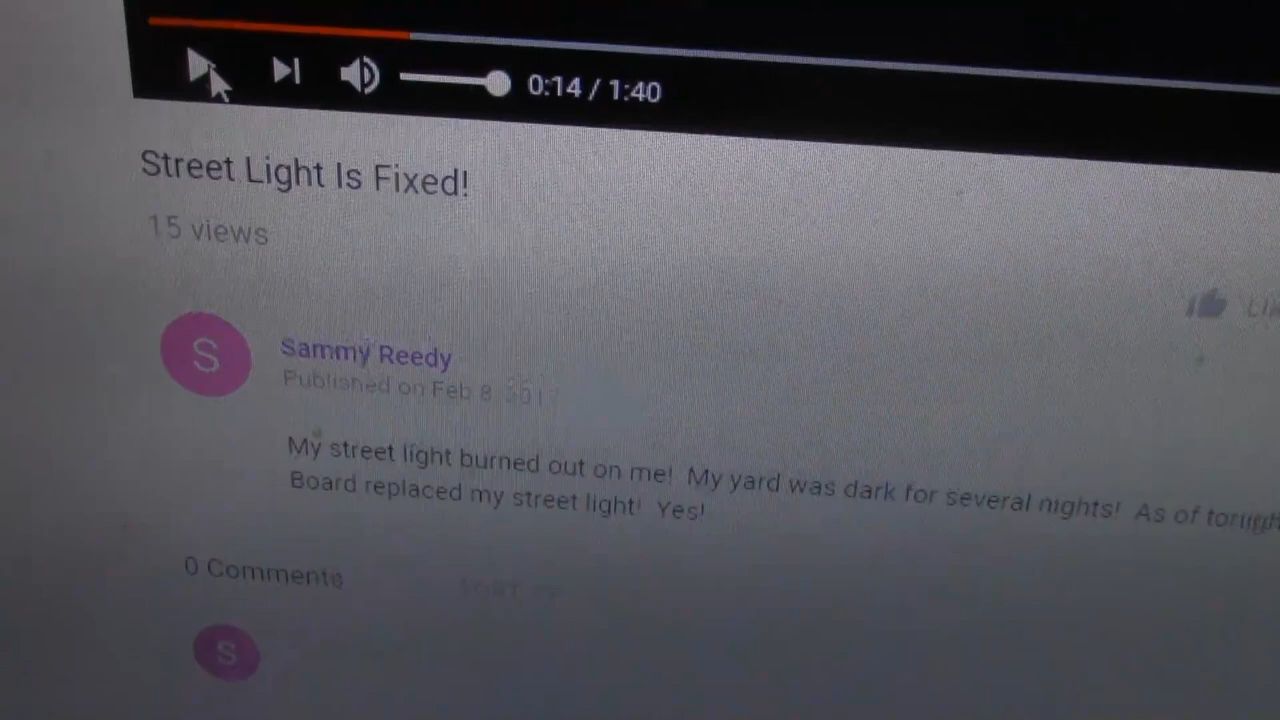 0:14 / 1:40
Street Light Is Fixed!
15 views
S
Sammy Reedy
Published on Feb 8
My street light burned out on me! My yard was dark for several nights! As of
Board replaced my street light! Yes!
0 Comments
SORT
S